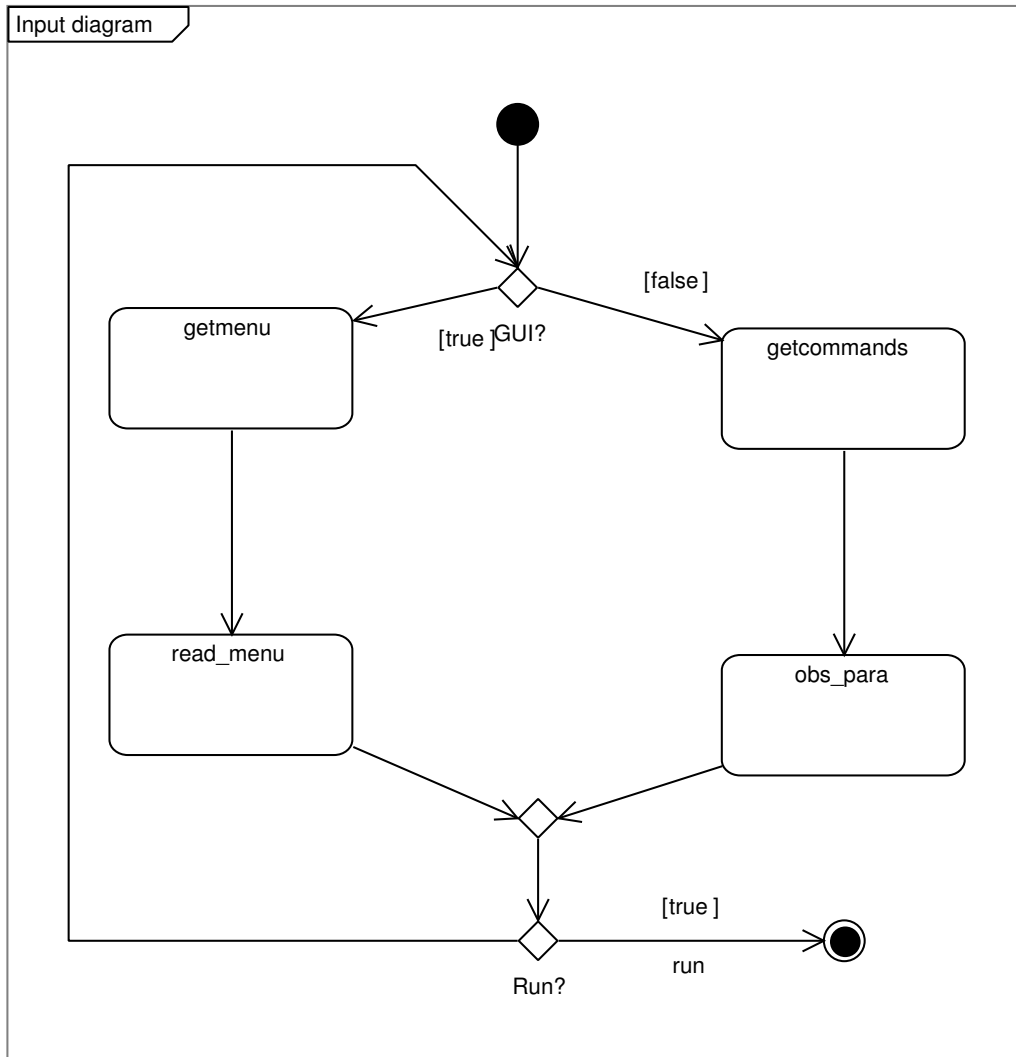 Input diagram
[false ]
getmenu
[true ]
GUI?
getcommands
read_menu
obs_para
[true ]
run
Run?